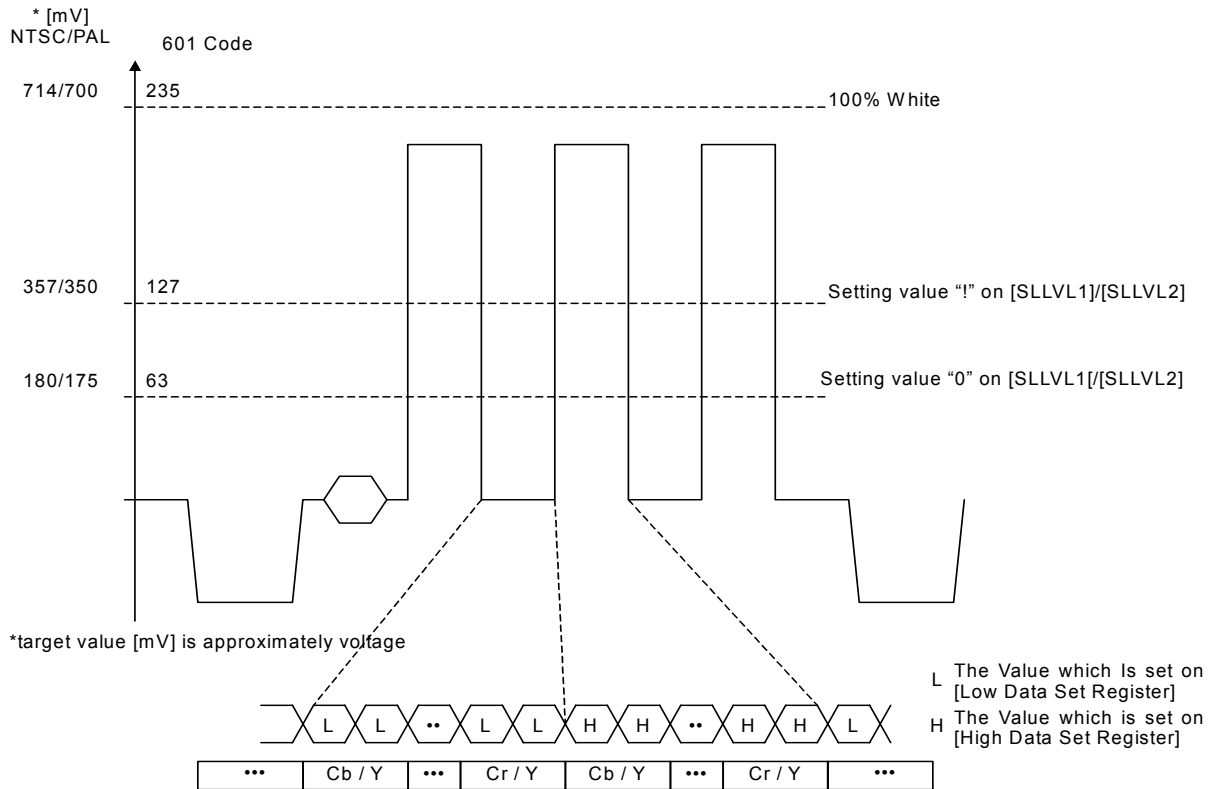 * [mV]
NTSC/PAL
601 Code
714/700
235
100% White
357/350
127
Setting value “!” on [SLLVL1]/[SLLVL2]
180/175
63
Setting value “0” on [SLLVL1[/[SLLVL2]
*target value [mV] is approximately voltage
L The Value which Is set on
[Low Data Set Register]
H The Value which is set on
[High Data Set Register]
L L •• L L H H •• H H L
••• Cb / Y ••• Cr / Y Cb / Y ••• Cr / Y •••